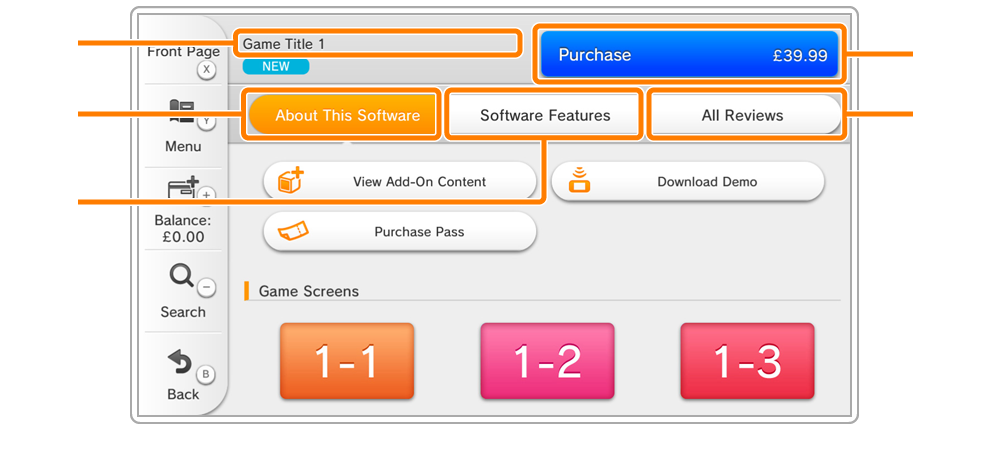 Front Page
X
Game Title 1
NEW
Purchase £39.99
Y
Menu
About This Software
Software Features
All Reviews
+
Balance:
£0.00
View Add-On Content
Download Demo
Purchase Pass
−
Search
Game Screens
B
Back
1-1
1-2
1-3